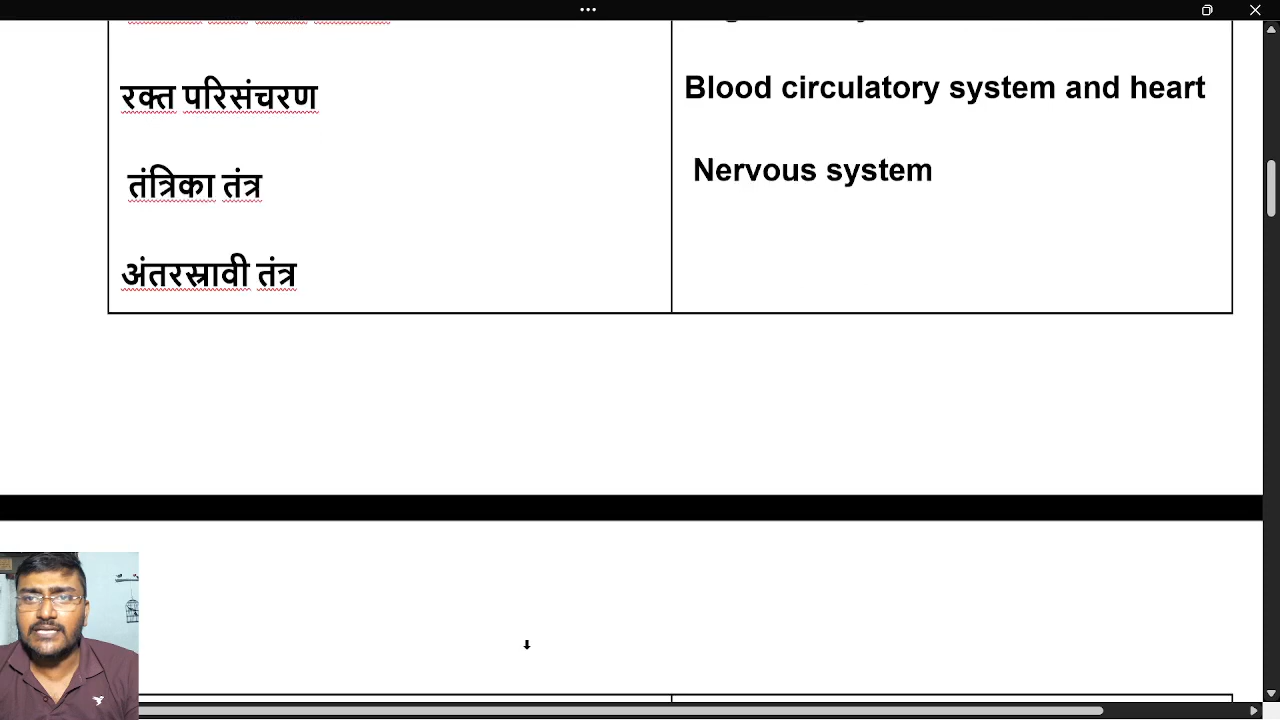 रक्त परिसंचरण
Blood circulatory system and heart
तंत्रिका तंत्र
Nervous system
अंतरस्रावी तंत्र